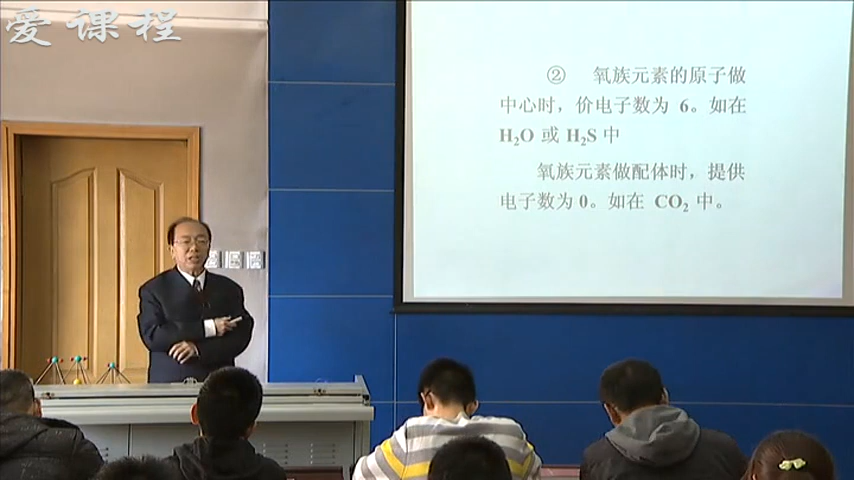 爱课程
② 氧族元素的原子做
中心时，价电子数为 6。如在
H₂O 或 H₂S 中
氧族元素做配体时，提供
电子数为 0。如在 CO₂ 中。